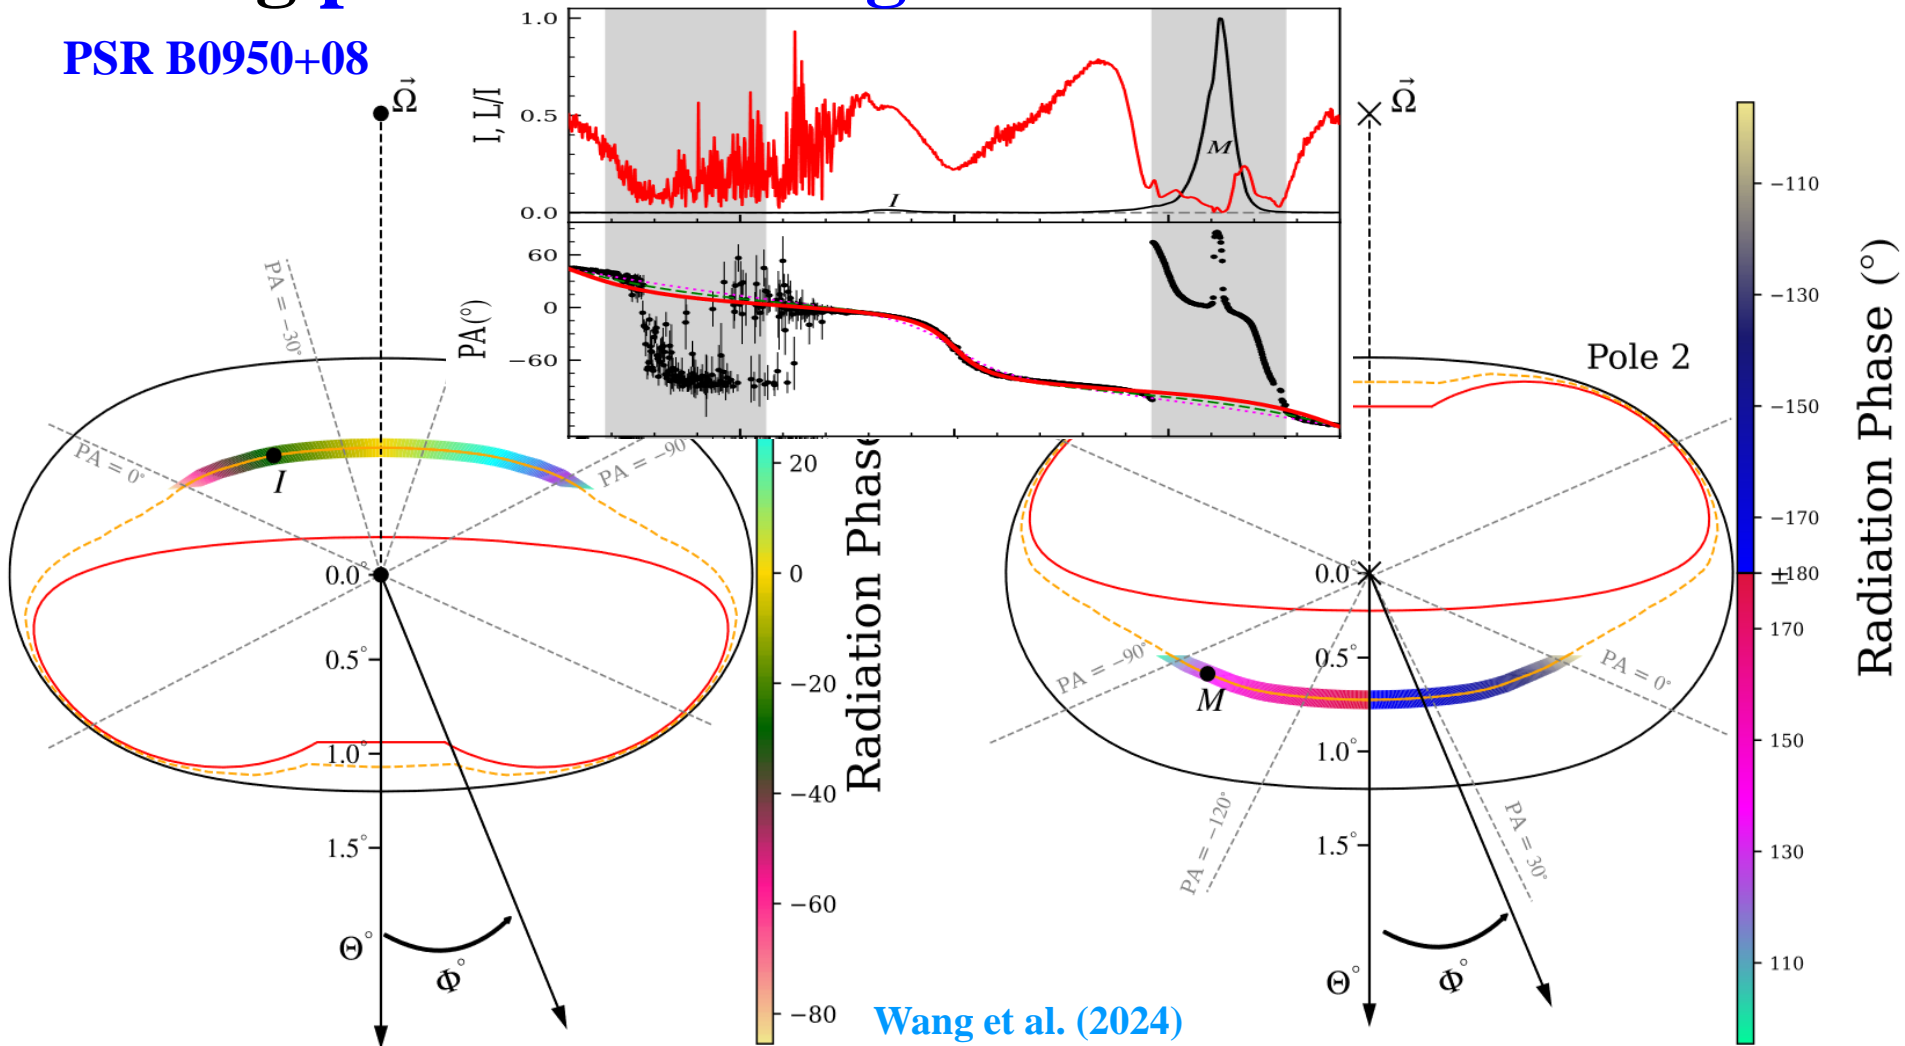 PSR B0950+08
Ω
I, L/I
1.0
0.5
0.0
M
I
PA(°)
60
0
−60
Ω
Pole 2
PA = −30°
PA = 0°
PA = −90
I
0.0°
0.5°
1.0°
1.5°
Θ°
Φ°
20
0
−20
−40
−60
−80
Radiation Phase
0.0°
0.5°
1.0°
1.5°
PA = −90°
PA = 0°
M
PA = −120°
PA = 30°
Θ°
Φ°
−110
−130
−150
−170
±180
170
150
130
110
Radiation Phase (°)
Wang et al. (2024)